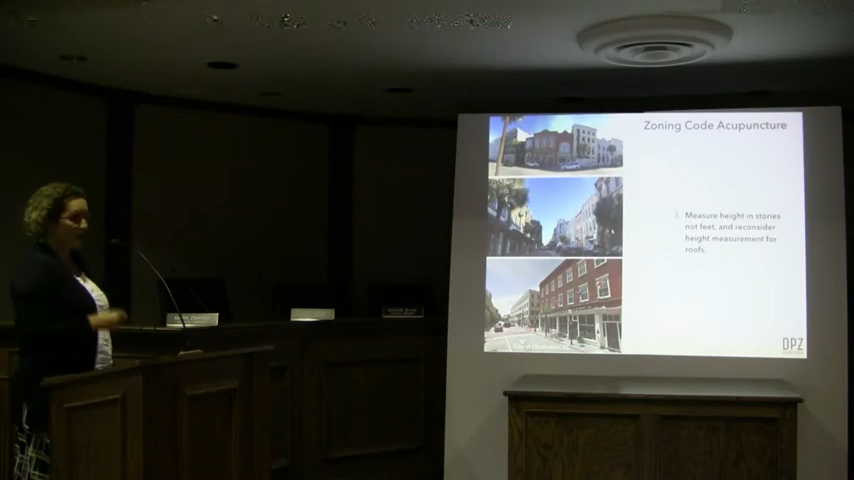 Zoning Code Acupuncture
3. Measure height in stories
not feet, and reconsider
height measurement for
roofs.
DPZ